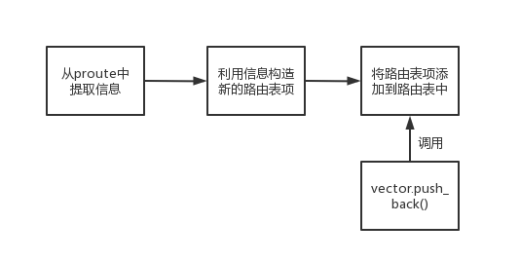 从proute中
提取信息
利用信息构造
新的路由表项
将路由表项添
加到路由表中
调用
vector.push_
back()